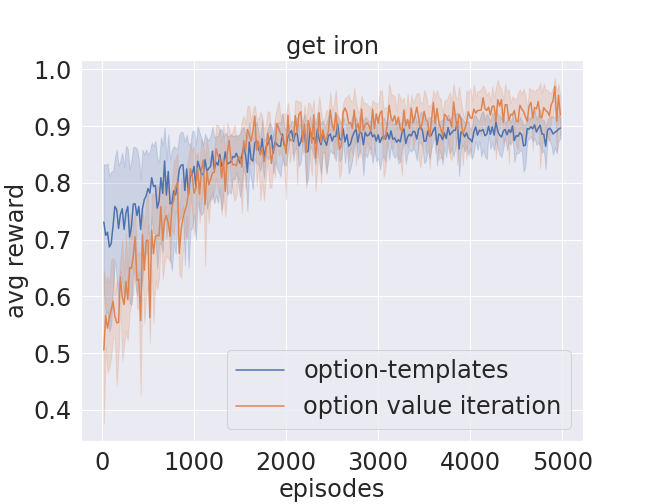 get iron
avg reward
1.0
0.9
0.8
0.7
0.6
0.5
0.4
option-templates
option value iteration
0 1000 2000 3000 4000 5000
episodes